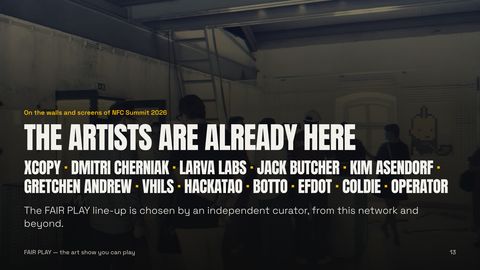 On the walls and screens of NFC Summit 2026
THE ARTISTS ARE ALREADY HERE
XCOPY · DMITRI CHERNIAK · LARVA LABS · JACK BUTCHER · KIM ASENDORF ·
GRETCHEN ANDREW · VHILS · HACKATAO · BOTTO · EFDOT · COLDIE · OPERATOR
The FAIR PLAY line-up is chosen by an independent curator, from this network and
beyond.
FAIR PLAY — the art show you can play
13